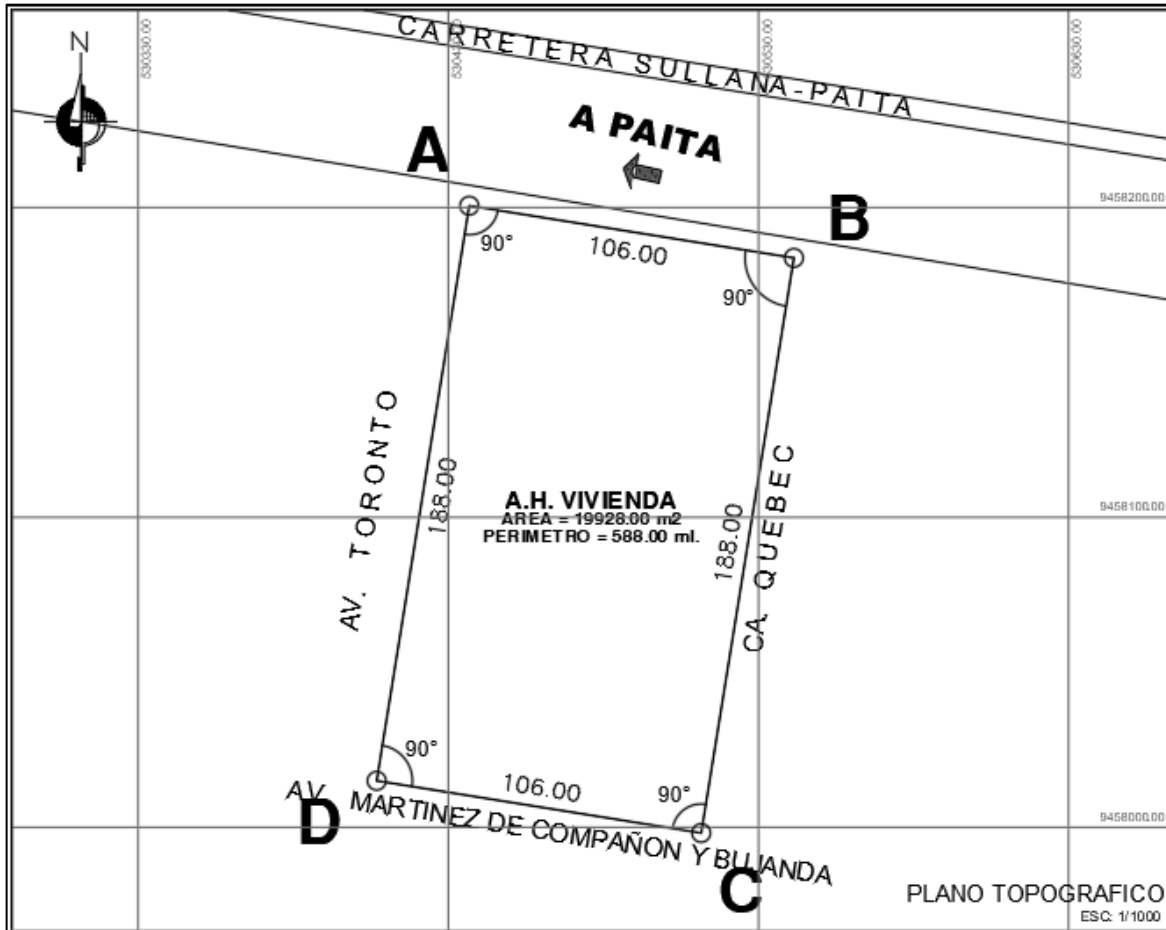 CARRETERA SULLANA-PAITA
530330.00
530530.00
530630.00
N
A PAITA
A
B
9458200.00
90°
106.00
90°
AV. TORONTO
188.00
A.H. VIVIENDA
AREA = 19928.00 m2
PERIMETRO = 588.00 ml.
188.00
CA. QUEBEC
9458100.00
90°
106.00
90°
AV. MARTINEZ DE COMPAÑON Y BUJANDA
D
C
9458000.00
PLANO TOPOGRAFICO
ESC: 1/1000